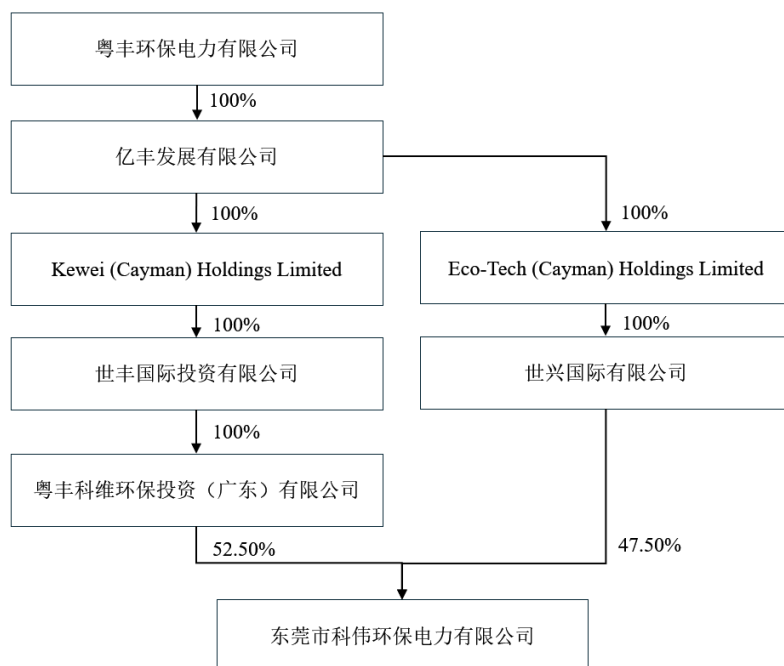 粤丰环保电力有限公司
100%
亿丰发展有限公司
100%
100%
Kewei (Cayman) Holdings Limited
Eco-Tech (Cayman) Holdings Limited
100%
100%
世丰国际投资有限公司
世兴国际有限公司
100%
粤丰科维环保投资（广东）有限公司
52.50%
47.50%
东莞市科伟环保电力有限公司